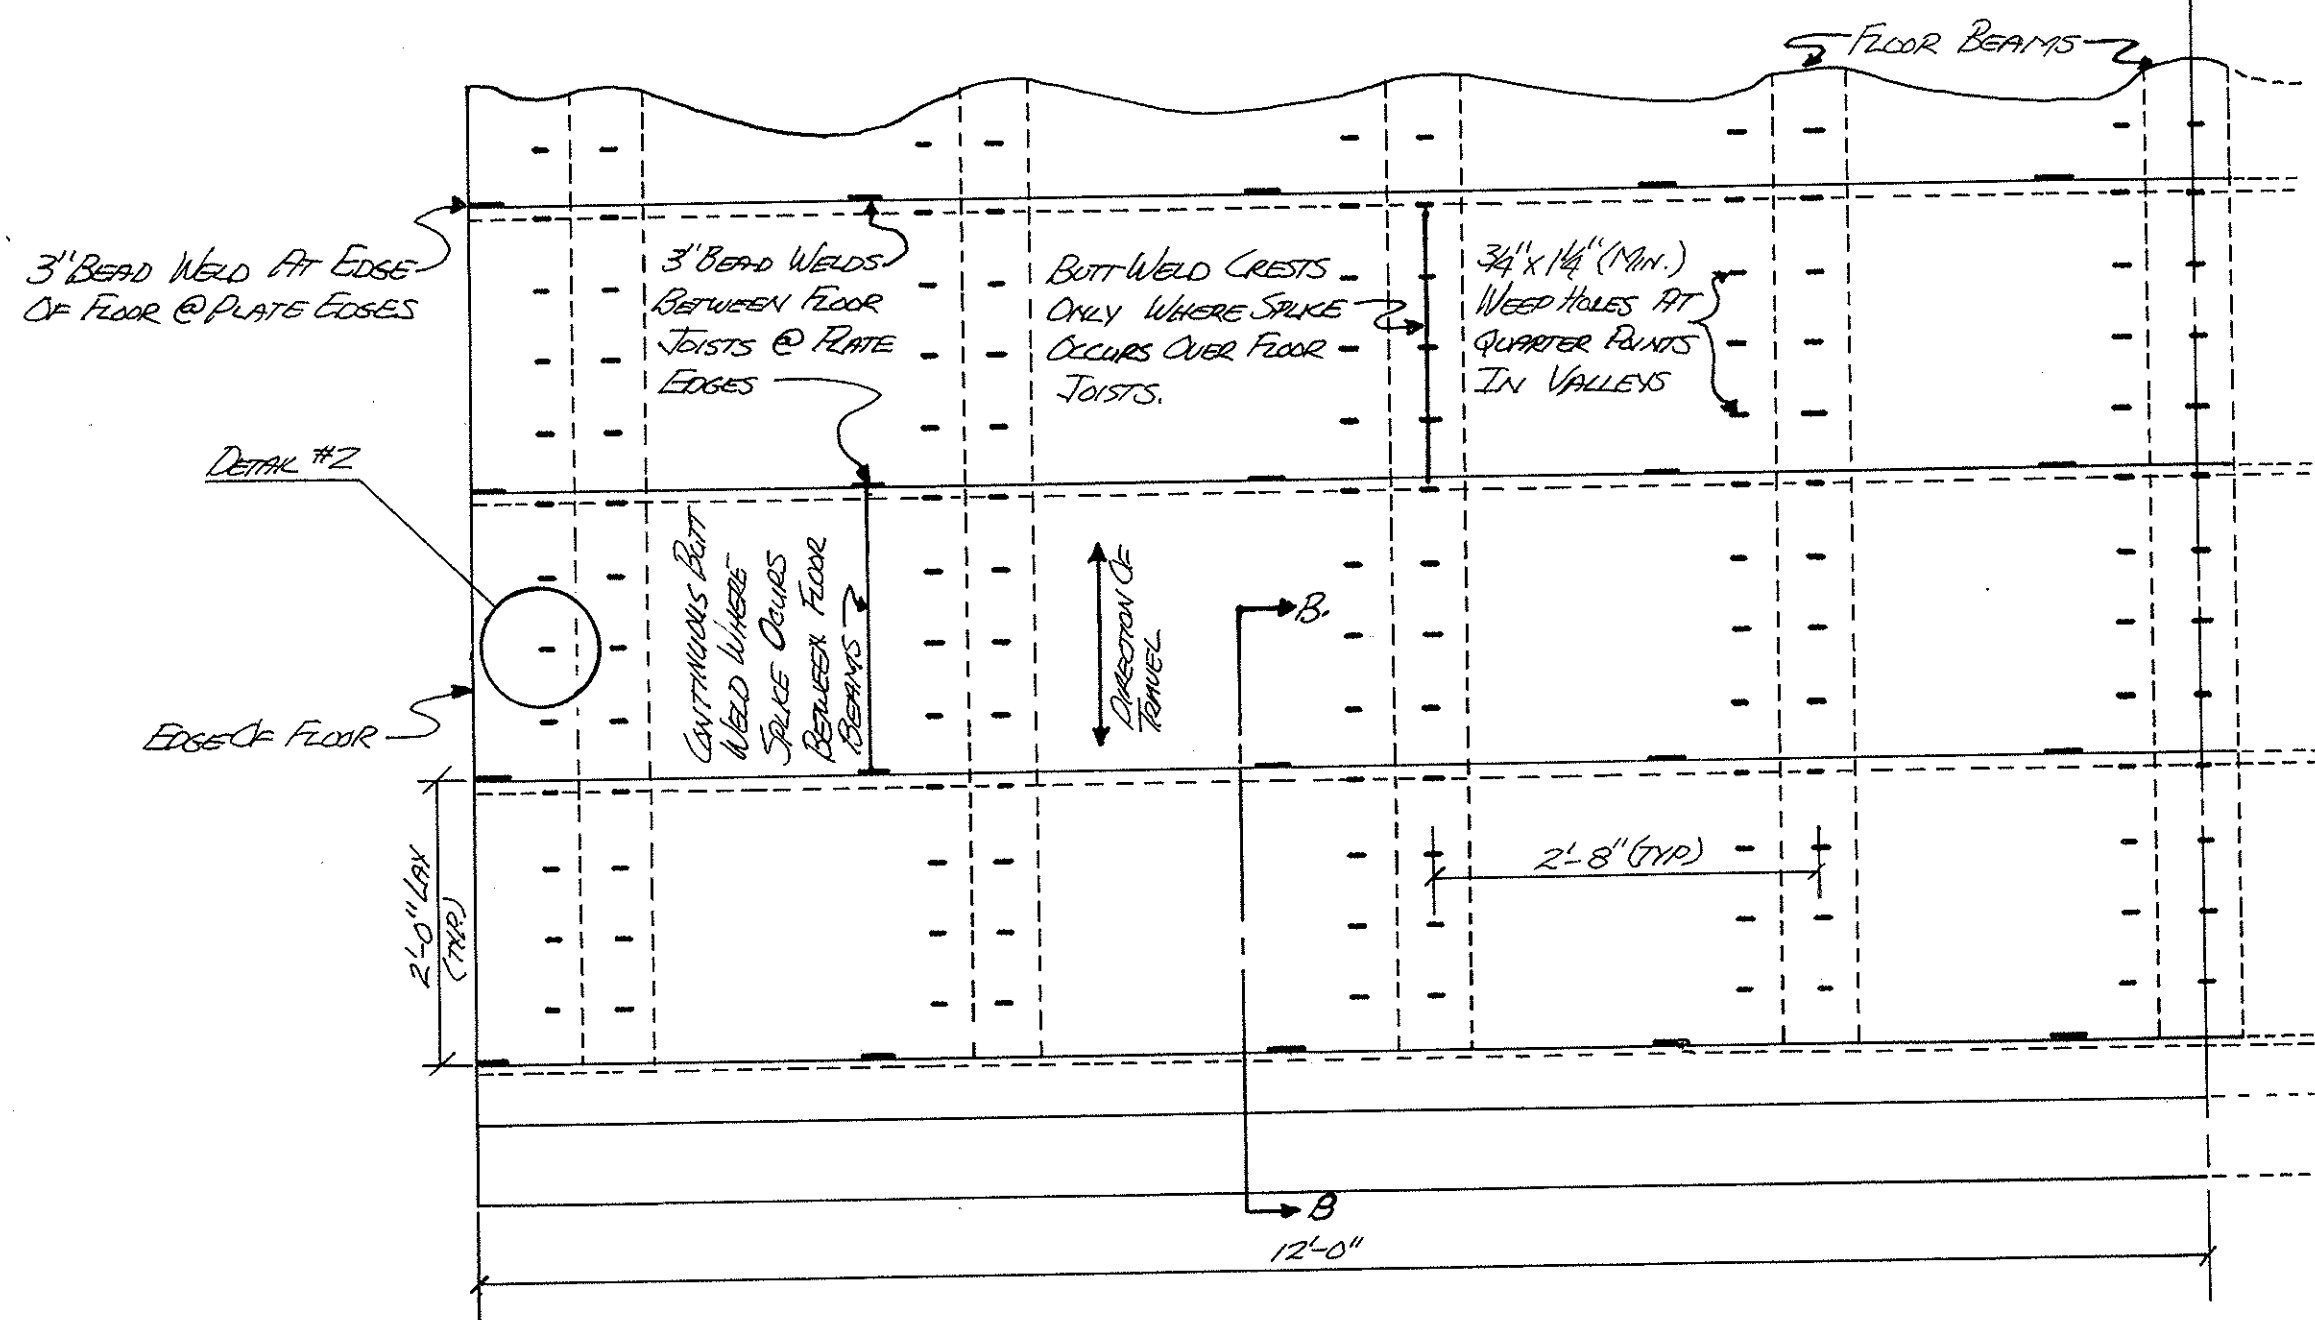 FLOOR BEAMS
3" BEAD WELD AT EDGE
OF FLOOR @ PLATE EDGES
3" BEAD WELDS
BETWEEN FLOOR
JOISTS @ PLATE
EDGES
BUTT WELD CRESTS
ONLY WHERE SPLICE
OCCURS OVER FLOOR
JOISTS.
3/4" X 1 1/4" (MIN.)
WEEP HOLES AT
QUARTER POINTS
IN VALLEYS
DETAIL #2
CONTINUOUS BUTT
WELD WHERE
SPLICE OCCURS
BETWEEN FLOOR
BEAMS
DIRECTION OF
TRAVEL
B.
EDGE OF FLOOR
2'-0" LAY
(TYP.)
2'-8" (TYP)
B
12'-0"